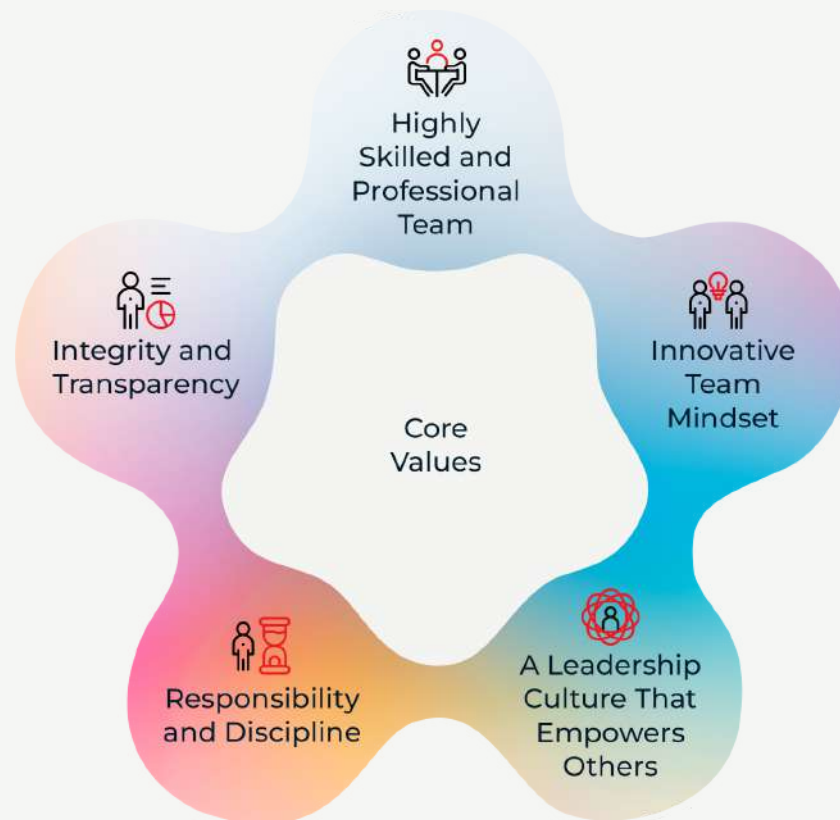 Highly
Skilled and
Professional
Team
Integrity and
Transparency
Innovative
Team
Mindset
Core
Values
Responsibility
and Discipline
A Leadership
Culture That
Empowers
Others